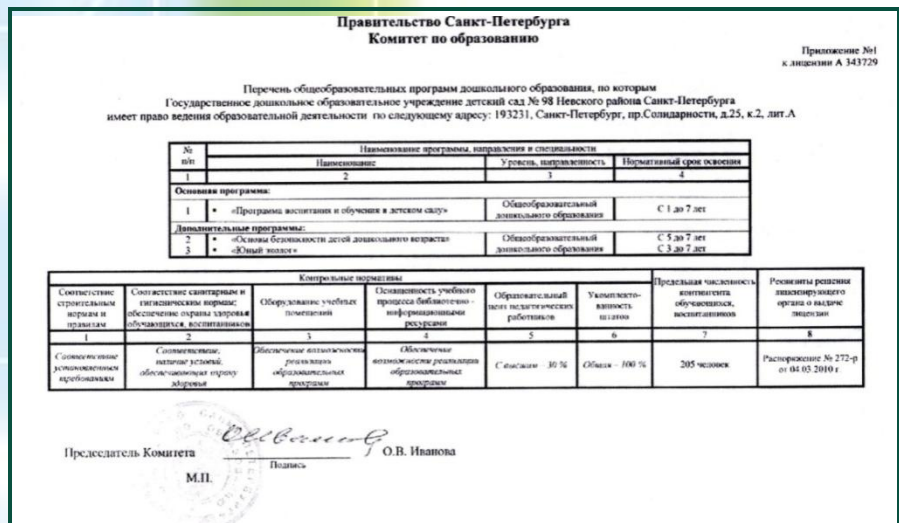 Правительство Санкт-Петербурга
Комитет по образованию
Приложение №1
к лицензии А 343729
Перечень общеобразовательных программ дошкольного образования, по которым
Государственное дошкольное образовательное учреждение детский сад № 98 Невского района Санкт-Петербурга
имеет право ведения образовательной деятельности по следующему адресу: 193231, Санкт-Петербург, пр.Солидарности, д.25, к.2, лит.А
№ п/п
Наименование программы, направления и специальности
Наименование
Уровень, направленность
Нормативный срок освоения
1 2 3 4
Основная программа:
1 • «Программа воспитания и обучения в детском саду»
Общеобразовательный
дошкольного образования
С 1 до 7 лет
Дополнительные программы:
2 • «Основы безопасности детей дошкольного возраста»
3 • «Юный эколог»
Общеобразовательный
дошкольного образования
С 5 до 7 лет
С 3 до 7 лет
Контрольные нормативы
Соответствие
строительным
нормам и
правилам
Соответствие санитарным и
гигиеническим нормам;
обеспечение охраны здоровья
обучающихся, воспитанников
Оборудование учебных
помещений
Оснащенность учебного
процесса библиотечно -
информационными
ресурсами
Образовательный
ценз педагогических
работников
Укомплекто-
ванность
штатов
Предельная численность
контингента
обучающихся,
воспитанников
Реквизиты решения
лицензирующего
органа о выдаче
лицензии
1 2 3 4 5 6 7 8
Соответствие
установленным
требованиям
Соответствие,
наличие условий,
обеспечивающих охрану
здоровья
Обеспечение возможности
реализации
образовательных
программ
Обеспечение
возможности реализации
образовательных
программ
С высшим – 30 %
Общая – 100 %
205 человек
Распоряжение № 272-р
от 04.03.2010 г
Председатель Комитета
О.В. Иванова
Подпись
М.П.